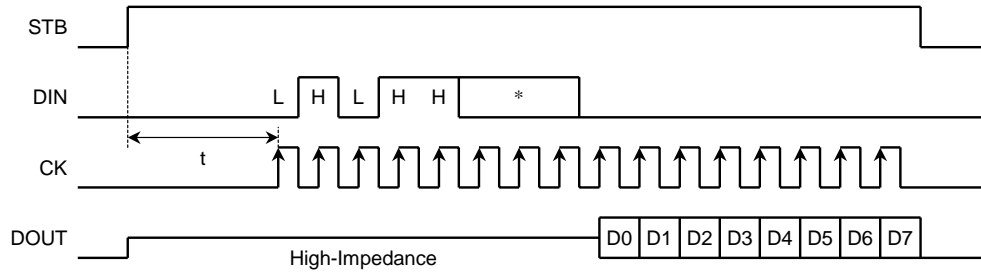 STB
DIN L H L H H *
t
CK
DOUT D0 D1 D2 D3 D4 D5 D6 D7
High-Impedance